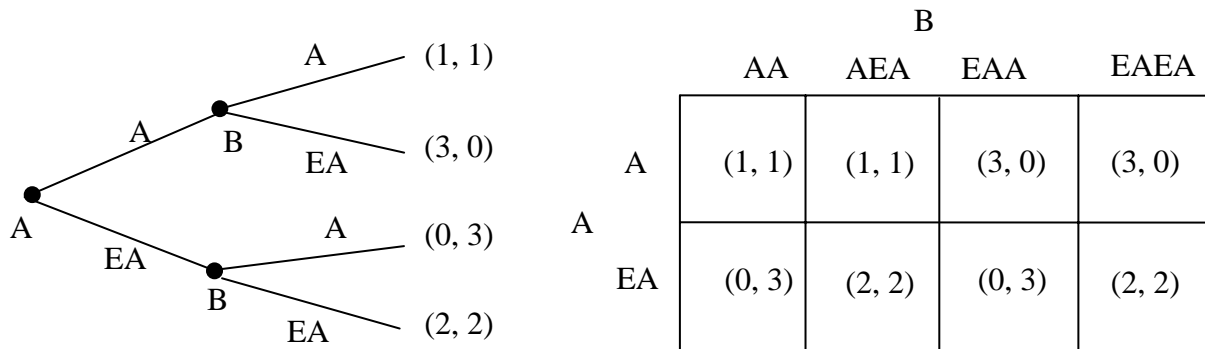 A (1, 1)
A
B
EA (3, 0)
A
EA
A (0, 3)
B
EA (2, 2)
B
AA AEA EAA EAEA
A (1, 1) (1, 1) (3, 0) (3, 0)
A
EA (0, 3) (2, 2) (0, 3) (2, 2)